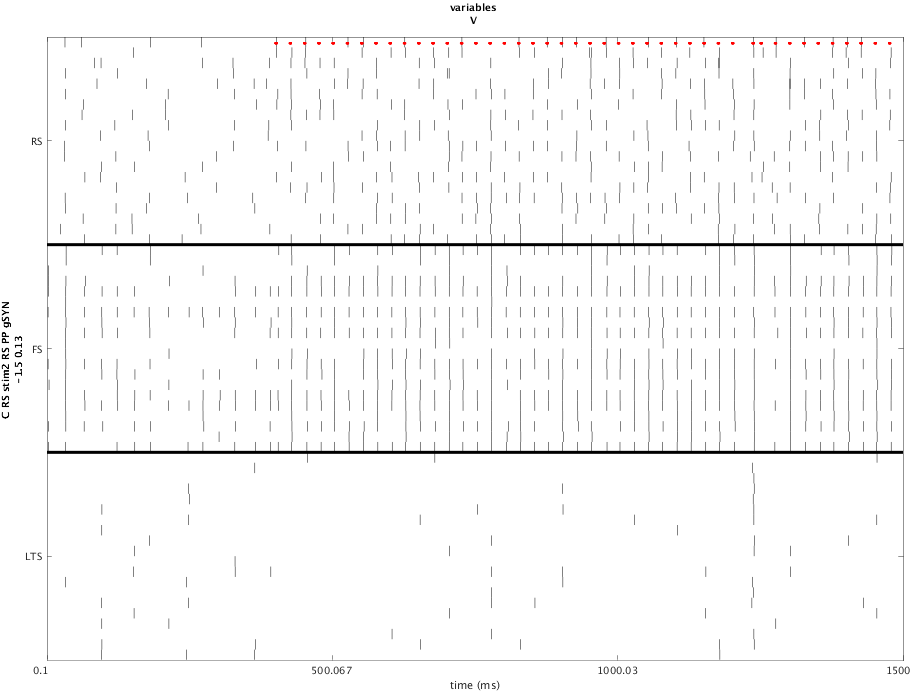 variables
V
RS
FS
LTS
C RS stim2 RS PP gSYN
-1.5 0.13
0.1
500.067
1000.03
1500
time (ms)